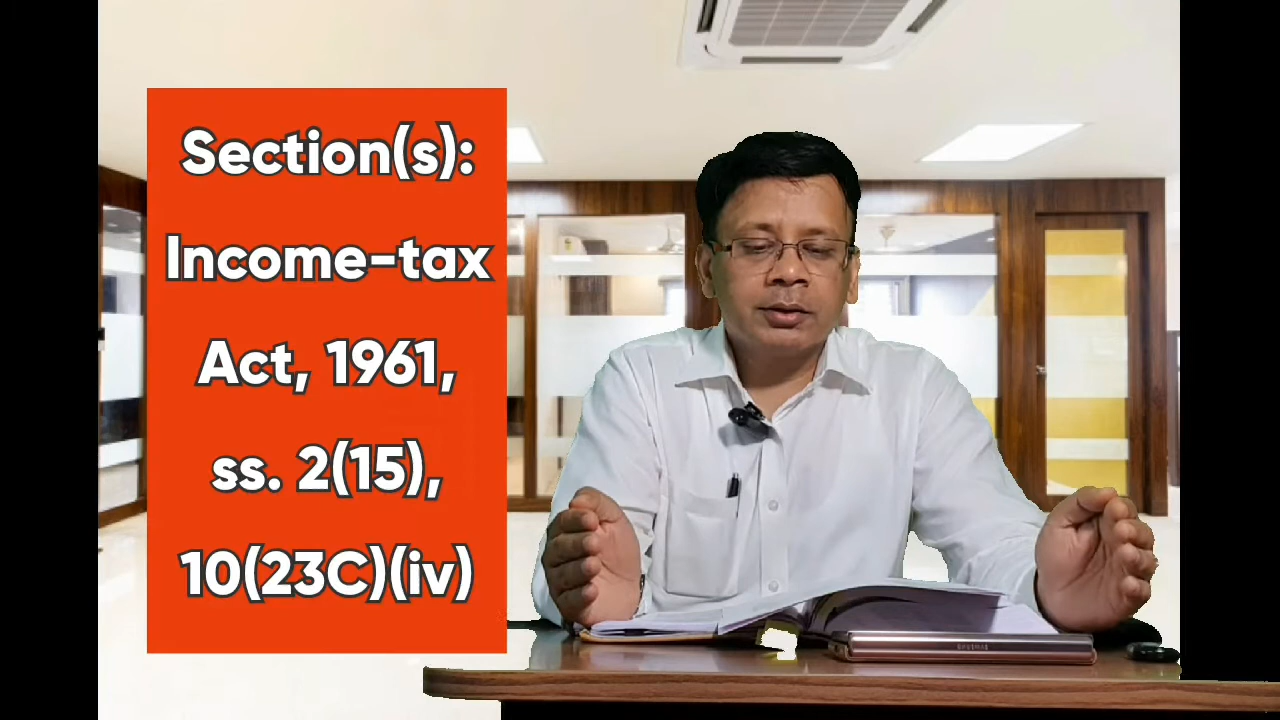 Section(s):
Income-tax
Act, 1961,
ss. 2(15),
10(23C)(iv)